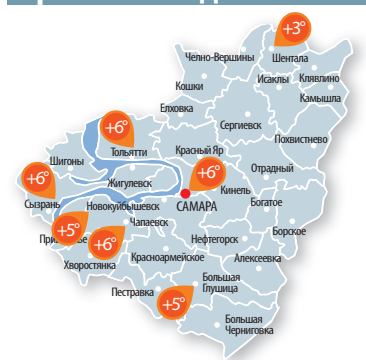 +3°
Челно-Вершины
Шентала
Кошки
Исаклы
Клявлино
Камышла
Елховка
Сергиевск
+6°
Тольятти
Красный Яр
Похвистнево
Шигоны
+6°
Отрадный
+6°
Жигулевск
Кинель
Сызрань
Новокуйбышевск
САМАРА
Богатое
Чапаевск
+5°
+6°
Нефтегорск
Борское
Хворостянка
Красноармейское
Алексеевка
Пестравка
+5°
Большая
Глушица
Большая
Черниговка